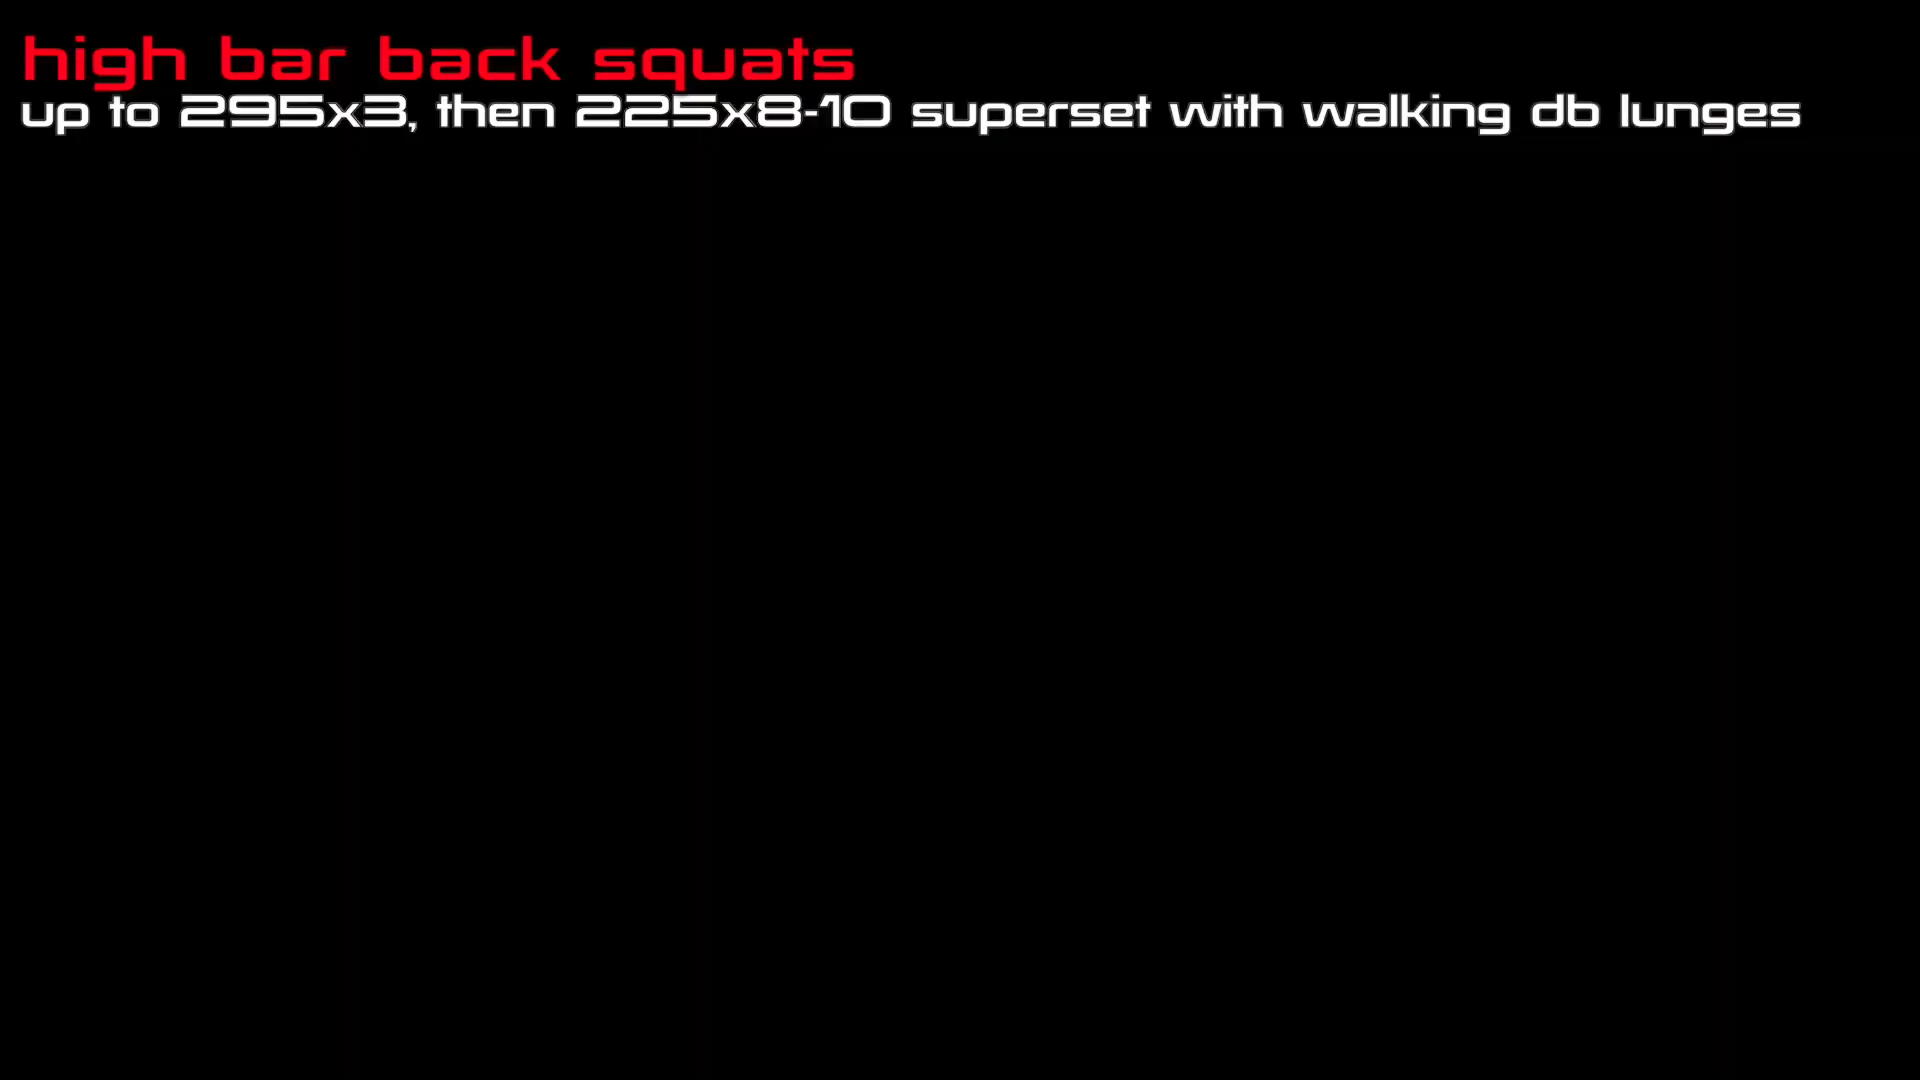 high bar back squats
up to 295x3, then 225x8-10 superset with walking db lunges